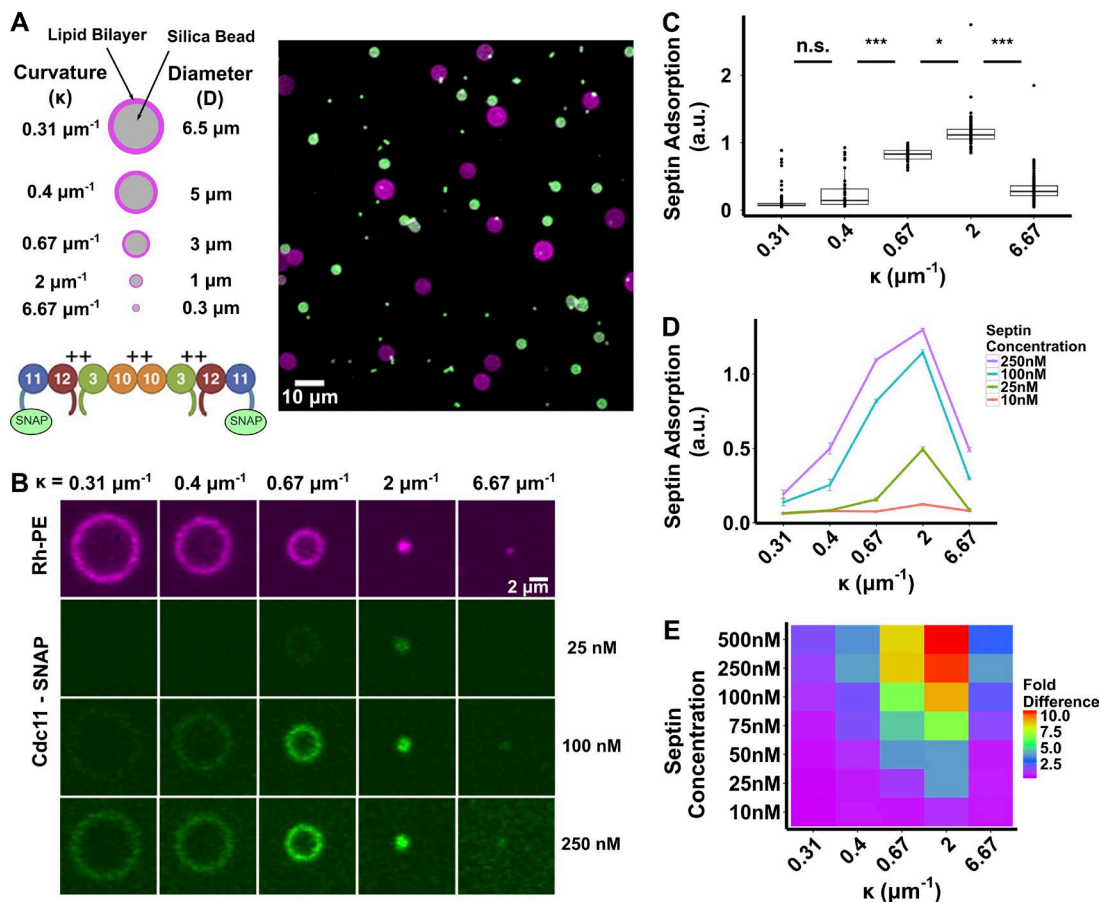 A
Lipid Bilayer Silica Bead
Curvature Diameter
(κ) (D)
0.31 µm-1 6.5 µm
0.4 µm-1 5 µm
0.67 µm-1 3 µm
2 µm-1 1 µm
6.67 µm-1 0.3 µm
++ ++ ++
11 12 3 10 10 3 12 11
SNAP SNAP
10 µm
B
κ = 0.31 µm-1 0.4 µm-1 0.67 µm-1 2 µm-1 6.67 µm-1
Rh-PE
2 µm
Cdc11 - SNAP
25 nM
100 nM
250 nM
C
Septin Adsorption
(a.u.)
n.s. *** * ***
2
1
0
0.31 0.4 0.67 2 6.67
κ (µm-1)
D
Septin Adsorption
(a.u.)
1.0
0.5
0.0
0.31 0.4 0.67 2 6.67
κ (µm-1)
Septin
Concentration
250nM
100nM
25nM
10nM
E
Septin
Concentration
500nM
250nM
100nM
75nM
50nM
25nM
10nM
0.31 0.4 0.67 2 6.67
κ (µm-1)
Fold
Difference
10.0
7.5
5.0
2.5